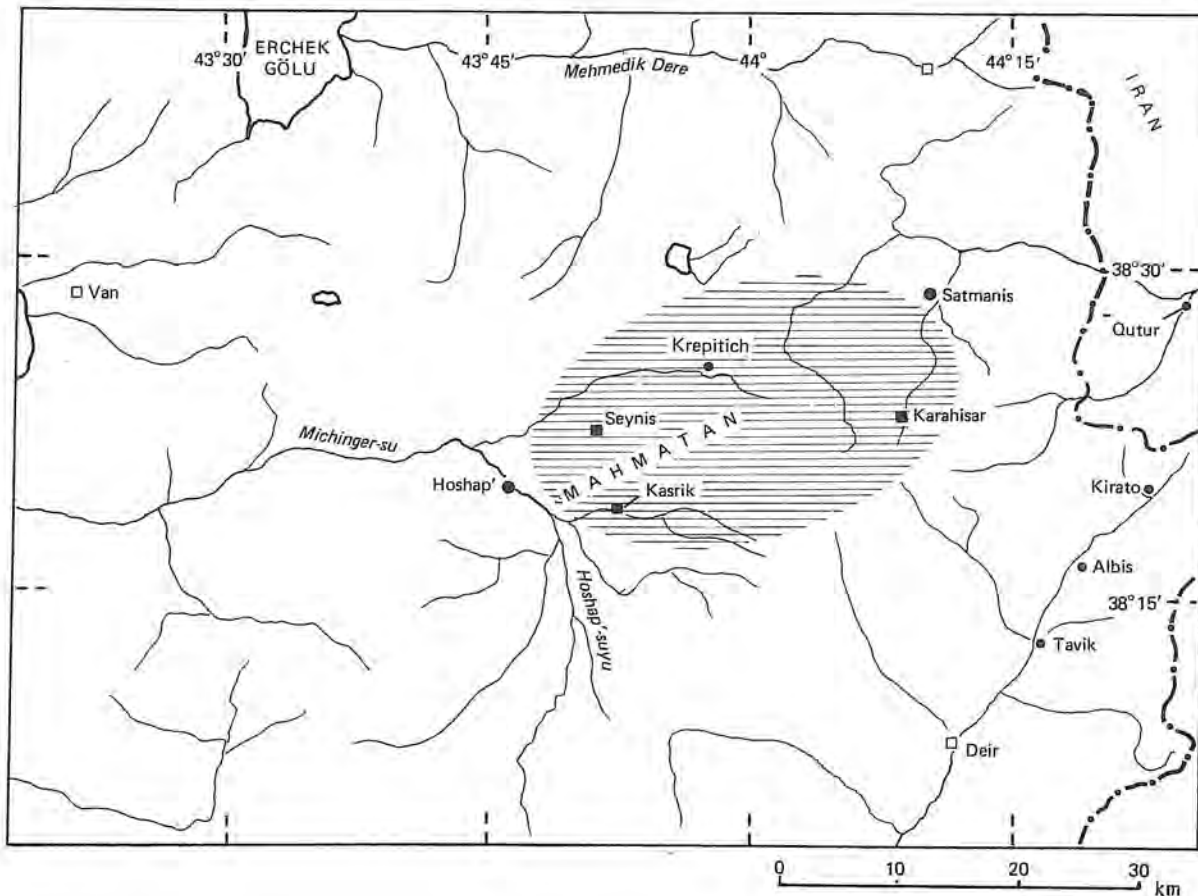 ERCHEK
GÖLU
43°30'
43°45'
44°
44°15'
Mehmedik Dere
IRAN
38°30'
Van
Satmanis
Qutur
Krepitich
Seynis
Karahisar
MAHMATAN
Michinger-su
Hoshap'
Kasrik
Kirato
Albis
Hoshap'-suyu
38°15'
Tavik
Deir
0 10 20 30
km